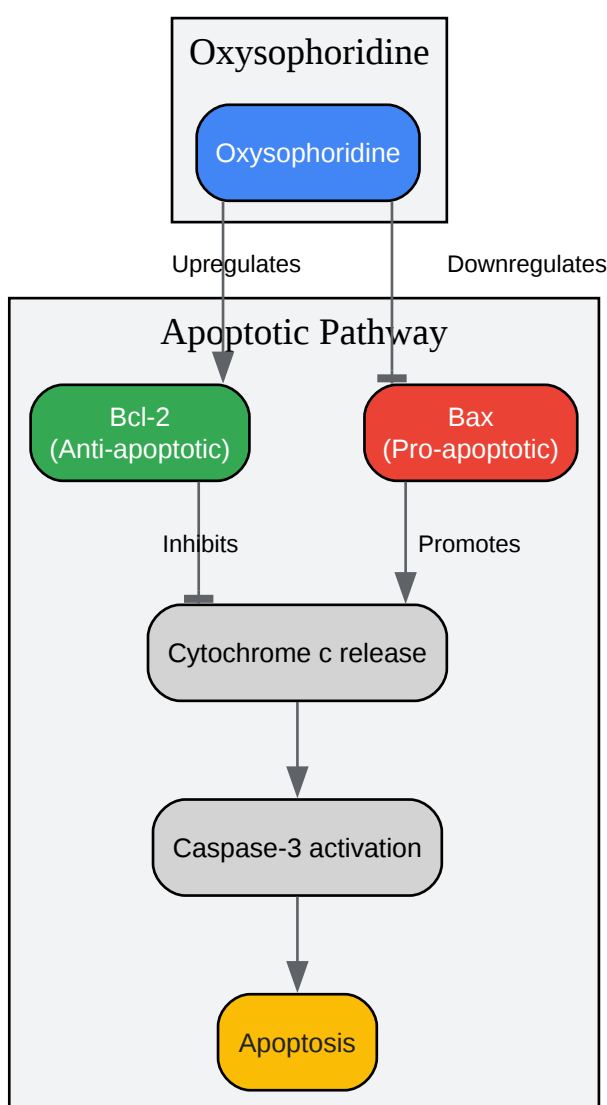 Oxysophoridine
Oxysophoridine
Upregulates
Downregulates
Apoptotic Pathway
Bcl-2
(Anti-apoptotic)
Bax
(Pro-apoptotic)
Inhibits
Promotes
Cytochrome c release
Caspase-3 activation
Apoptosis